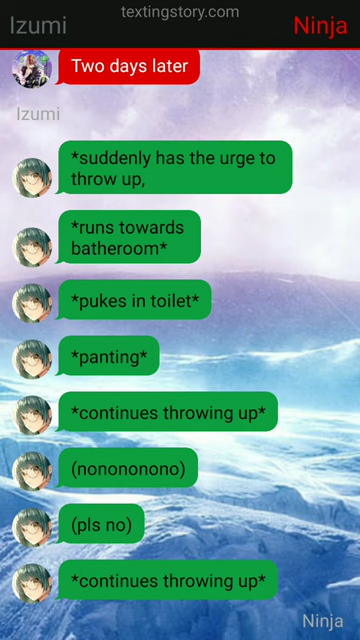 textingstory.com
Izumi
Ninja
Two days later
Izumi
*suddenly has the urge to
throw up,
*runs towards
batheroom*
*pukes in toilet*
*panting*
*continues throwing up*
(nonononono)
(pls no)
*continues throwing up*
Ninja